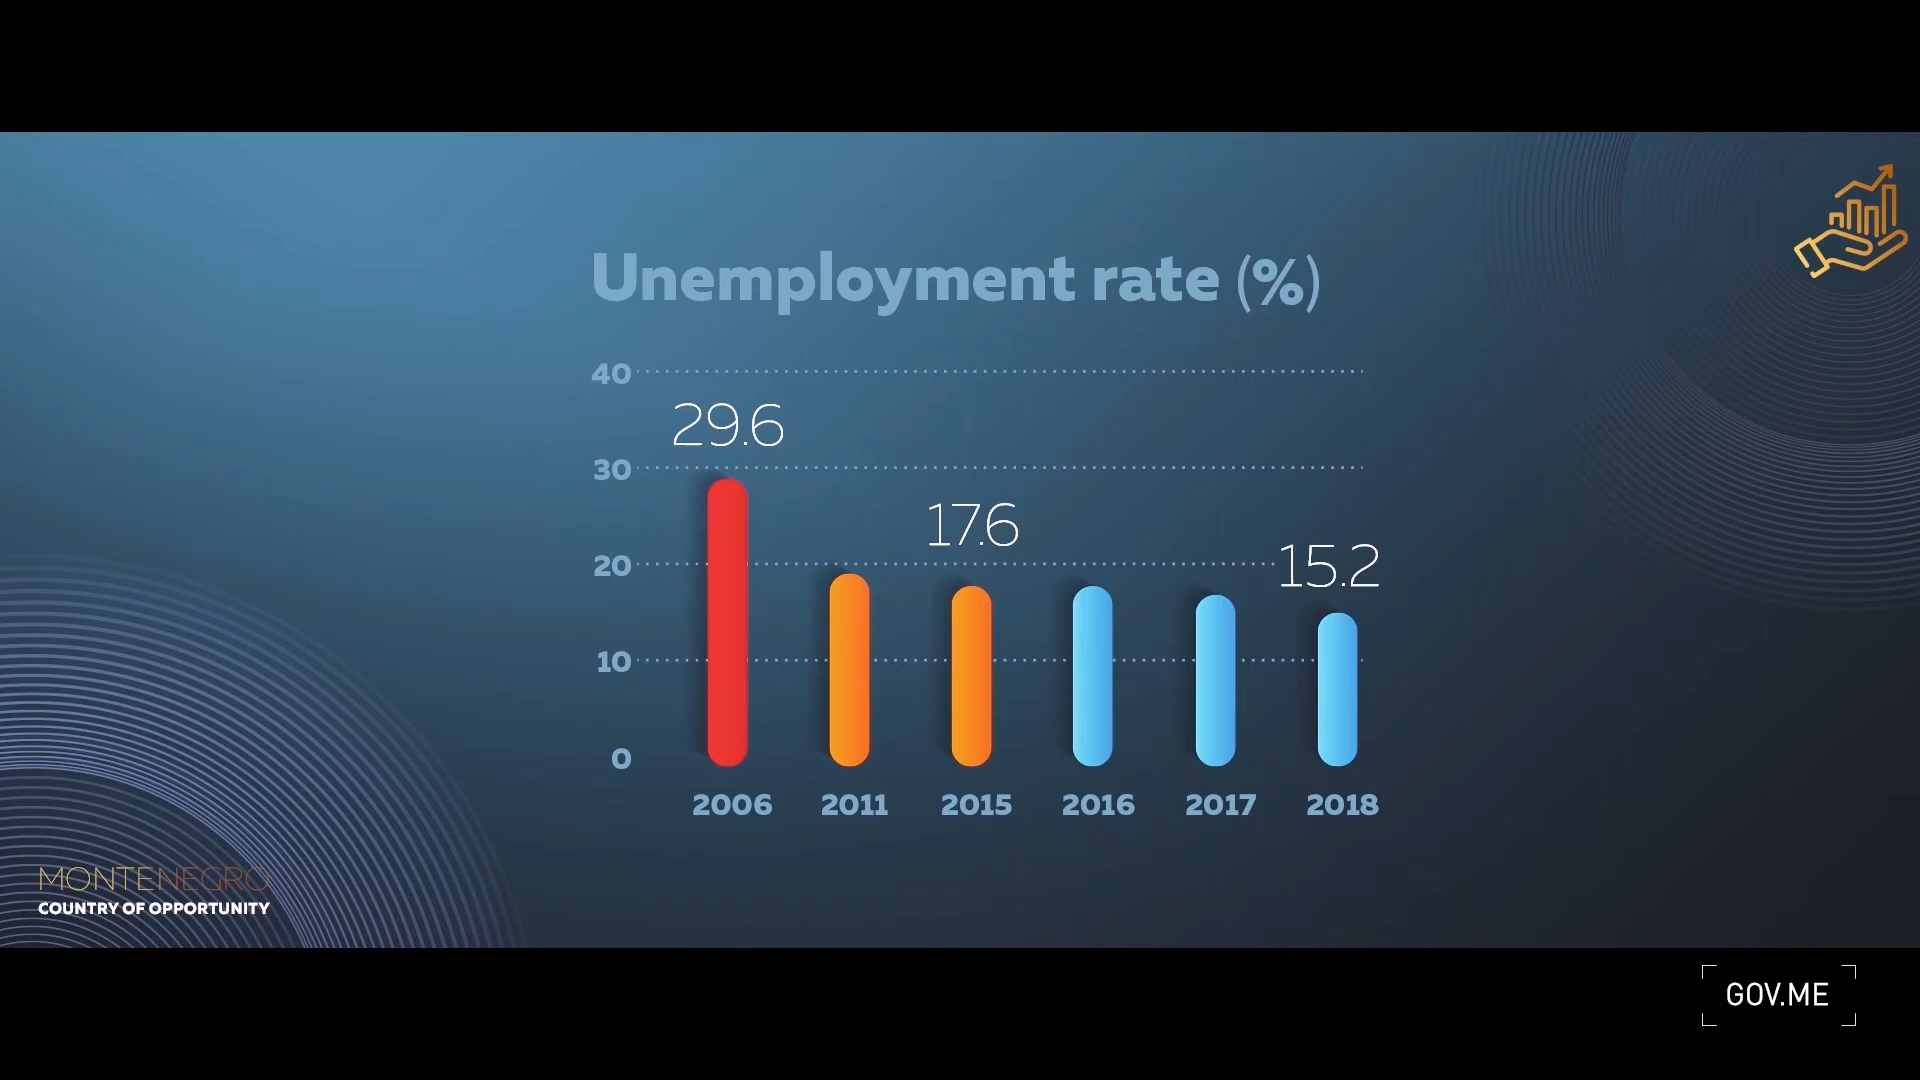 Unemployment rate (%)
40
29.6
30
17.6
20
15.2
10
0
2006 2011 2015 2016 2017 2018
MONTENEGRO
COUNTRY OF OPPORTUNITY
GOV.ME